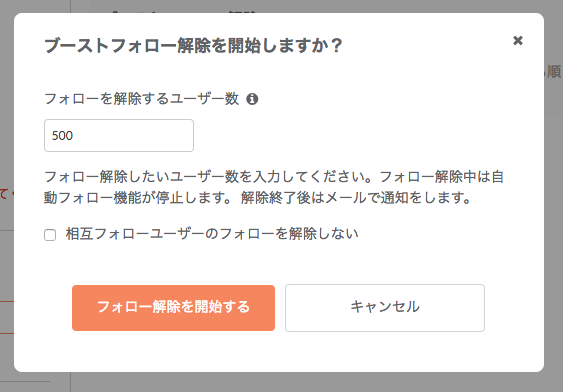 ブーストフォロー解除を開始しますか？
フォローを解除するユーザー数
500
フォロー解除したいユーザー数を入力してください。フォロー解除中は自
動フォロー機能が停止します。 解除終了後はメールで通知をします。
相互フォローユーザーのフォローを解除しない
フォロー解除を開始する
キャンセル
順